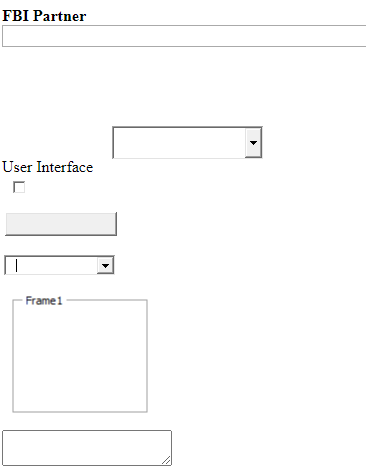 FBI Partner
User Interface
Frame1